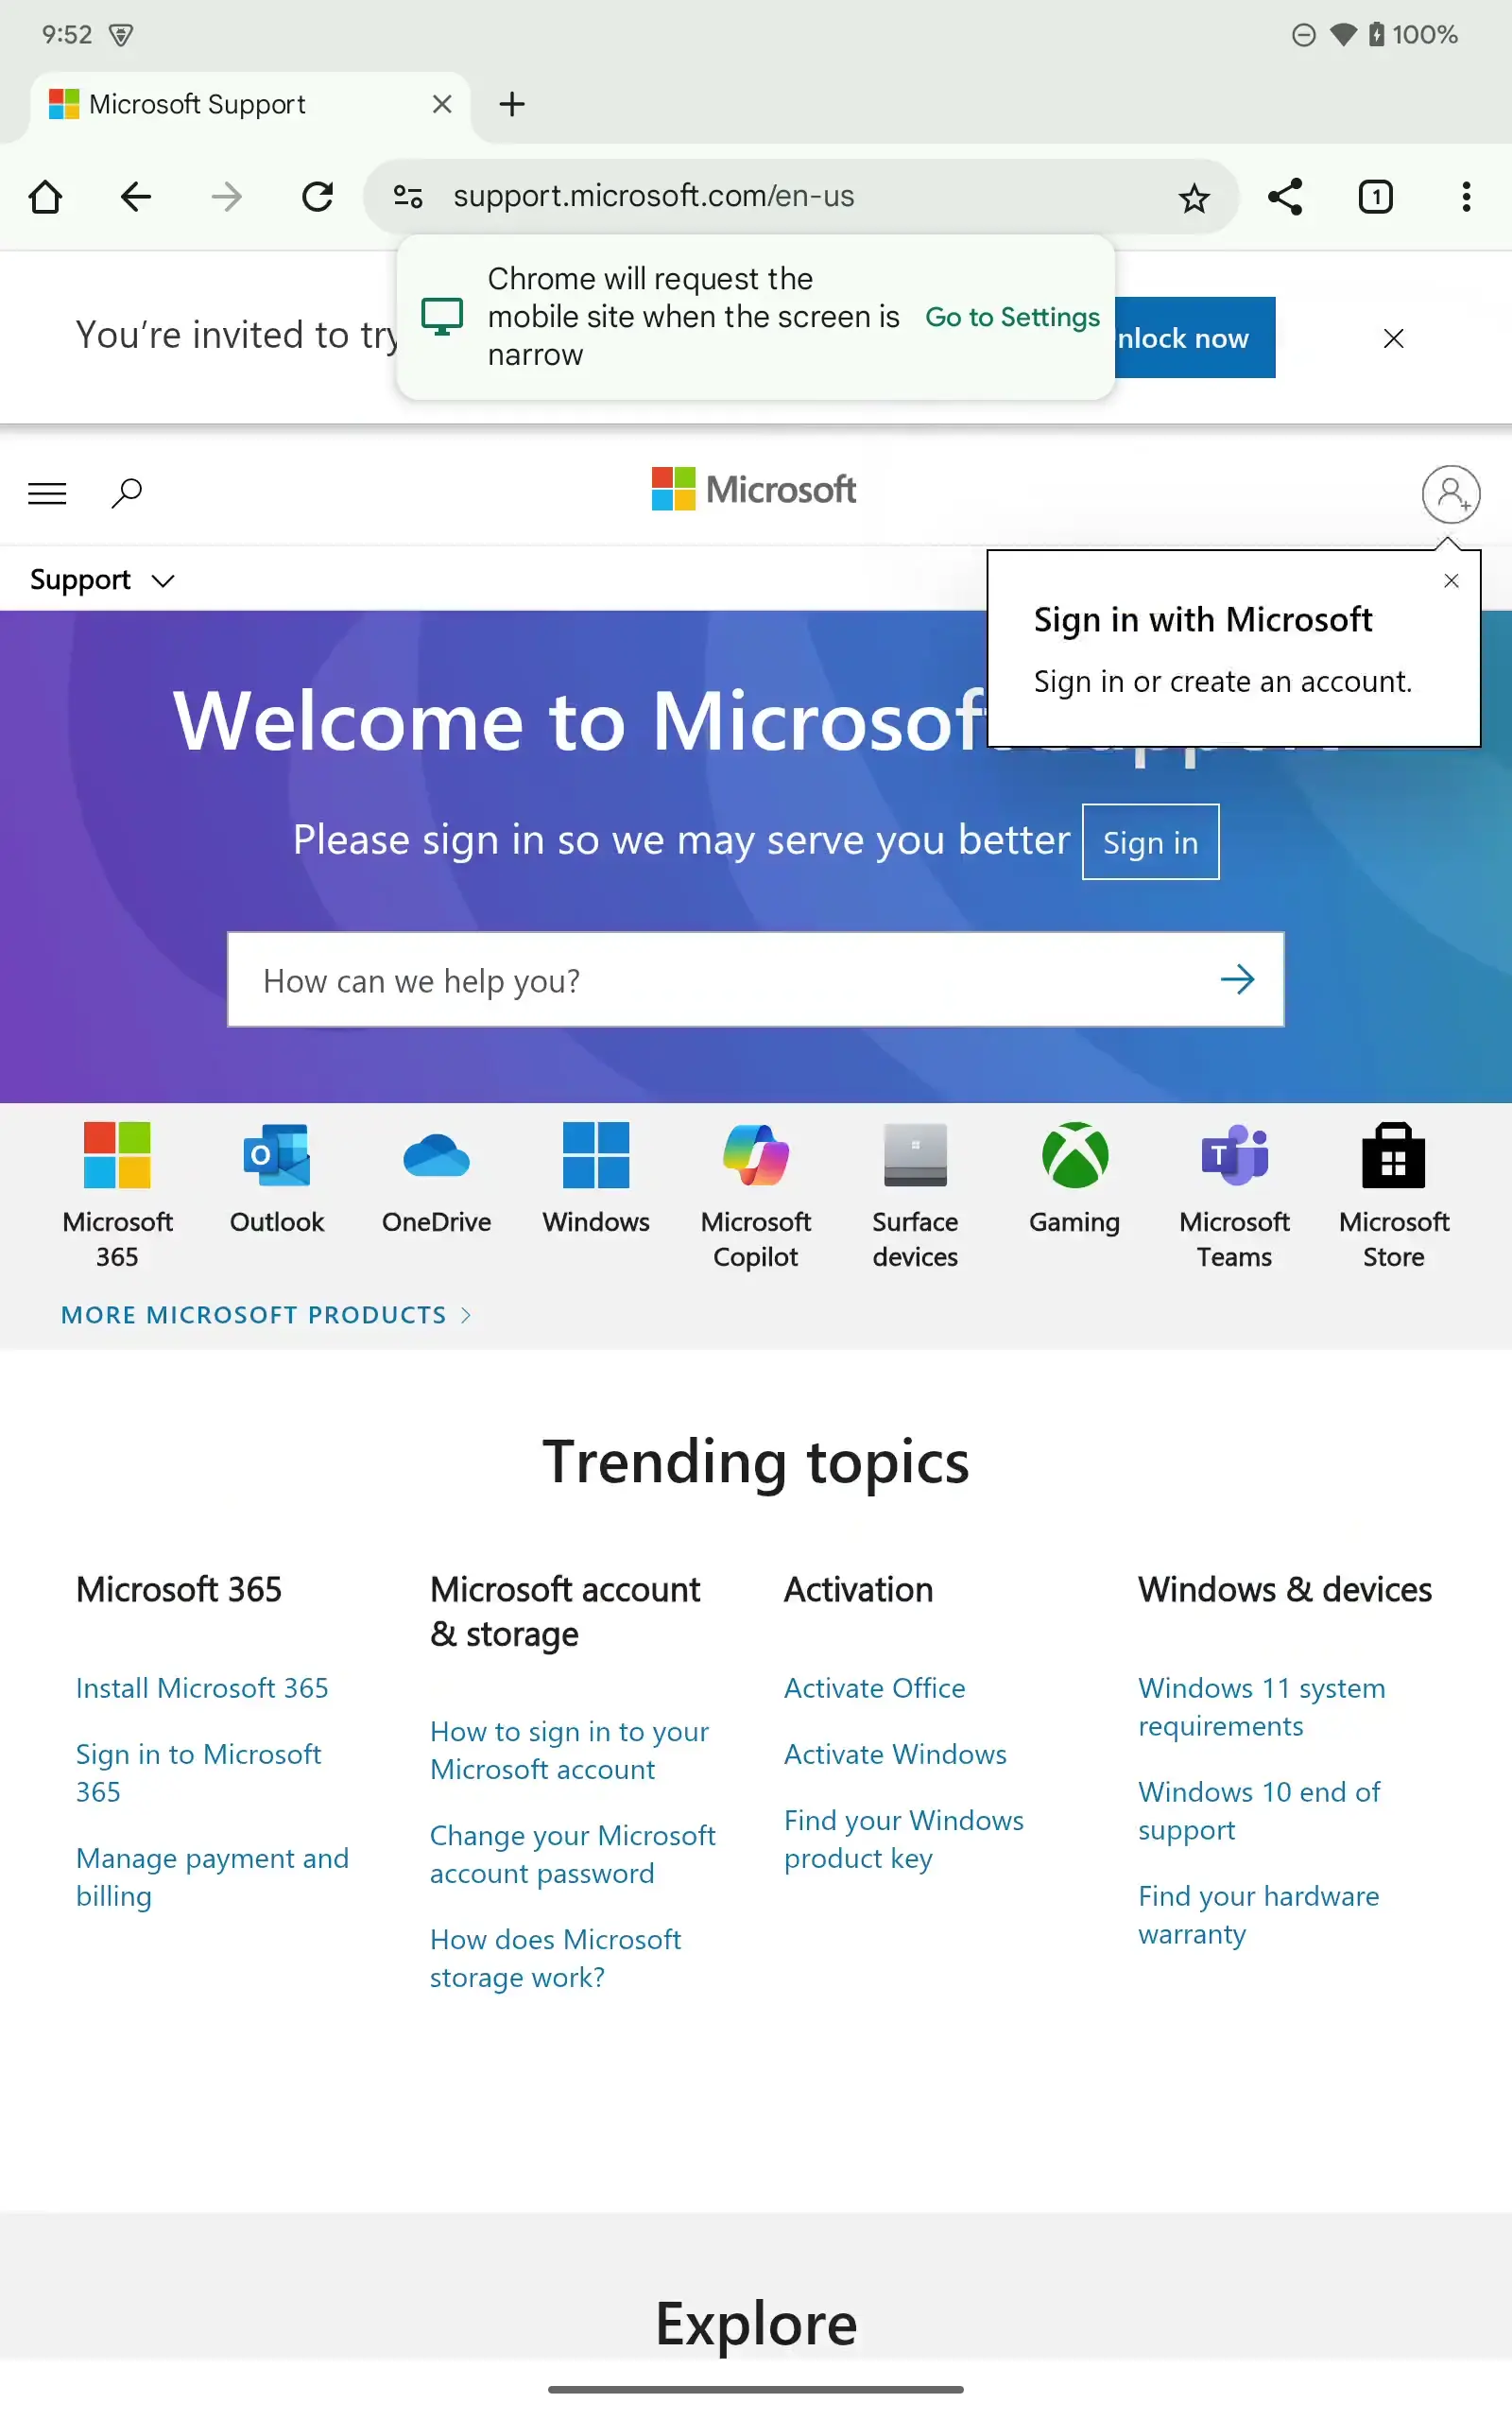 9:52
100%
Microsoft Support
support.microsoft.com/en-us
1
Chrome will request the
mobile site when the screen is
narrow
Go to Settings
You're invited to try
nlock now
Microsoft
Support
Sign in with Microsoft
Sign in or create an account.
Welcome to Microsoft Support
Please sign in so we may serve you better
Sign in
How can we help you?
Microsoft
365
Outlook
OneDrive
Windows
Microsoft
Copilot
Surface
devices
Gaming
Microsoft
Teams
Microsoft
Store
MORE MICROSOFT PRODUCTS
Trending topics
Microsoft 365
Install Microsoft 365
Sign in to Microsoft
365
Manage payment and
billing
Microsoft account
& storage
How to sign in to your
Microsoft account
Change your Microsoft
account password
How does Microsoft
storage work?
Activation
Activate Office
Activate Windows
Find your Windows
product key
Windows & devices
Windows 11 system
requirements
Windows 10 end of
support
Find your hardware
warranty
Explore